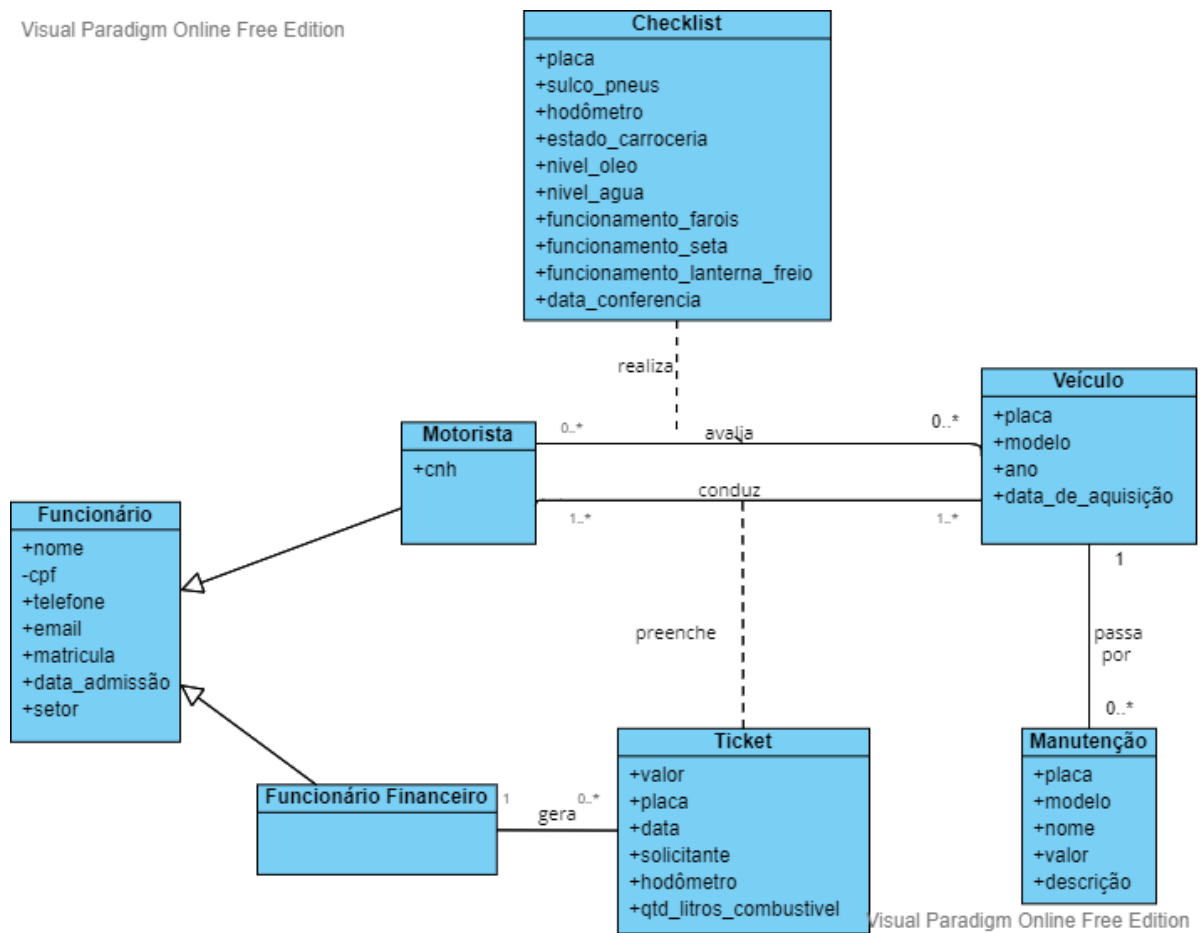 Visual Paradigm Online Free Edition
Checklist
+placa
+sulco_pneus
+hodômetro
+estado_carroceria
+nivel_oleo
+nivel_agua
+funcionamento_farois
+funcionamento_seta
+funcionamento_lanterna_freio
+data_conferencia
realiza
Veículo
+placa
+modelo
+ano
+data_de_aquisição
Motorista
+cnh
0..*
avalia
0..*
conduz
1..*
1..*
Funcionário
+nome
-cpf
+telefone
+email
+matricula
+data_admissão
+setor
preenche
1
passa
por
0..*
Funcionário Financeiro
1
0..*
gera
Ticket
+valor
+placa
+data
+solicitante
+hodômetro
+qtd_litros_combustivel
Manutenção
+placa
+modelo
+nome
+valor
+descrição
Visual Paradigm Online Free Edition